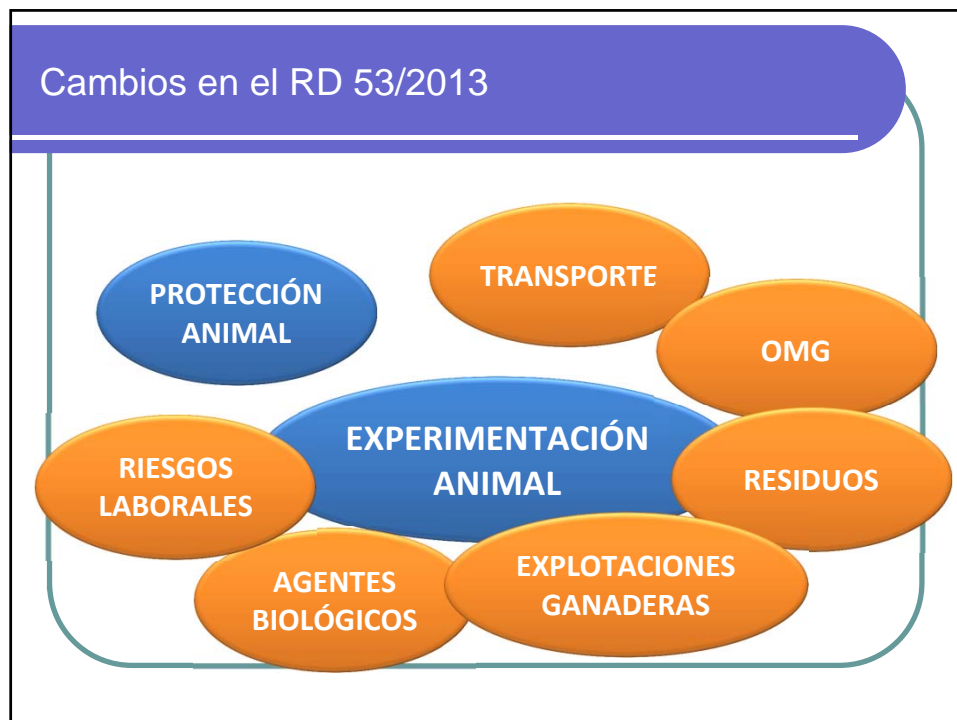 Cambios en el RD 53/2013
TRANSPORTE
PROTECCIÓN
ANIMAL
OMG
EXPERIMENTACIÓN
ANIMAL
RIESGOS
LABORALES
RESIDUOS
EXPLOTACIONES
GANADERAS
AGENTES
BIOLÓGICOS